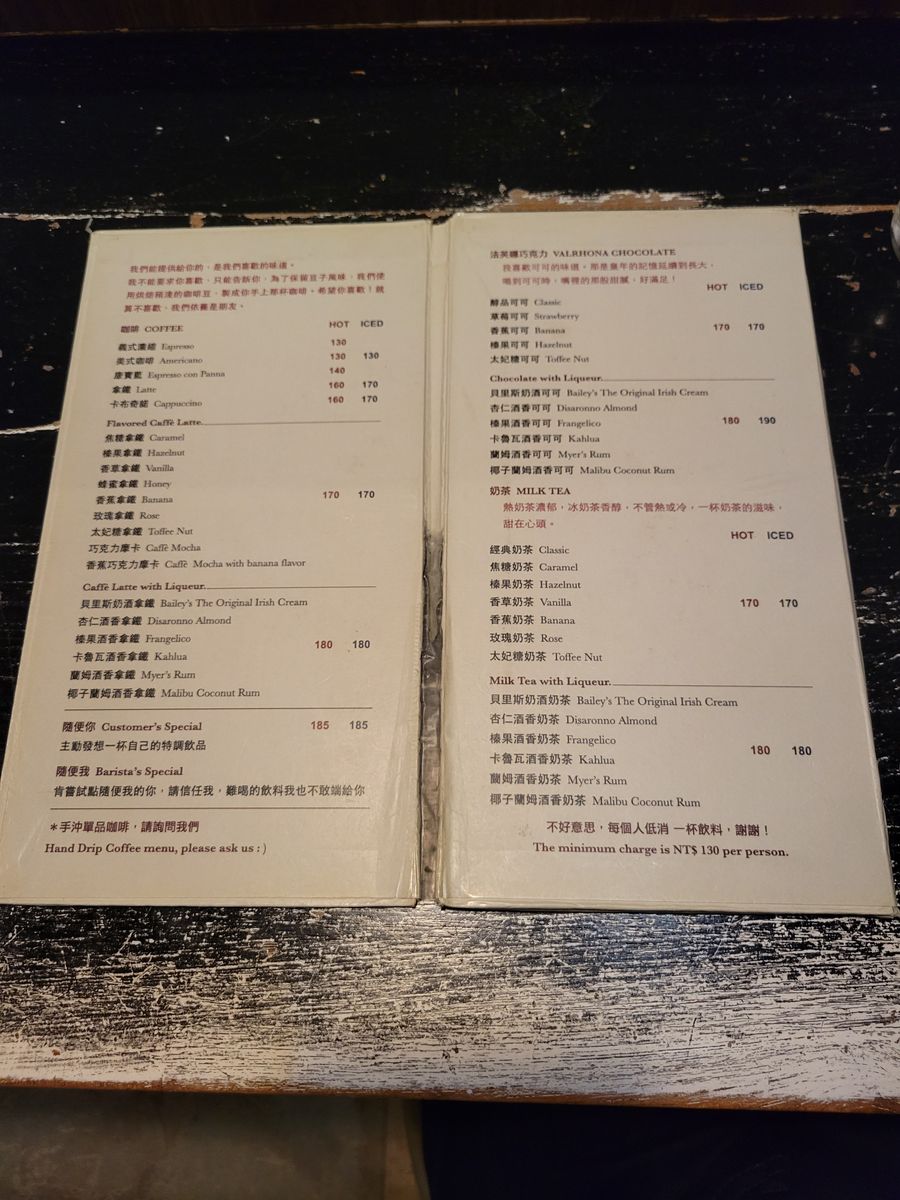 我們能提供給你的，是我們喜歡的味道。
我不能要求你喜歡，只能告訴你，為了保留豆子風味，我們使
用烘焙稍淺的咖啡豆，製成你手上那杯咖啡。希望你喜歡！就
算不喜歡，我們依舊是朋友。
咖啡 COFFEE HOT ICED
義式濃縮 Espresso 130
美式咖啡 Americano 130 130
康寶藍 Espresso con Panna 140
拿鐵 Latte 160 170
卡布奇諾 Cappuccino 160 170
Flavored Caffè Latte
焦糖拿鐵 Caramel
榛果拿鐵 Hazelnut
香草拿鐵 Vanilla
蜂蜜拿鐵 Honey
香蕉拿鐵 Banana 170 170
玫瑰拿鐵 Rose
太妃糖拿鐵 Toffee Nut
巧克力摩卡 Caffè Mocha
香蕉巧克力摩卡 Caffè Mocha with banana flavor
Caffè Latte with Liqueur
貝里斯奶酒拿鐵 Bailey's The Original Irish Cream
杏仁酒香拿鐵 Disaronno Almond
榛果酒香拿鐵 Frangelico 180 180
卡魯瓦酒香拿鐵 Kahlua
蘭姆酒香拿鐵 Myer's Rum
椰子蘭姆酒香拿鐵 Malibu Coconut Rum
隨便你 Customer's Special 185 185
主動發想一杯自己的特調飲品
隨便我 Barista's Special
肯嘗試點隨便我的你，請信任我，難喝的飲料我也不敢端給你
＊手沖單品咖啡，請詢問我們
Hand Drip Coffee menu, please ask us : )
法芙娜巧克力 VALRHONA CHOCOLATE
我喜歡可可的味道。那是童年的記憶延續到長大，
喝到可可時，嘴裡的那股甜膩，好滿足！
HOT ICED
醇品可可 Classic
草莓可可 Strawberry
香蕉可可 Banana 170 170
榛果可可 Hazelnut
太妃糖可可 Toffee Nut
Chocolate with Liqueur
貝里斯奶酒可可 Bailey's The Original Irish Cream
杏仁酒香可可 Disaronno Almond
榛果酒香可可 Frangelico 180 190
卡魯瓦酒香可可 Kahlua
蘭姆酒香可可 Myer's Rum
椰子蘭姆酒香可可 Malibu Coconut Rum
奶茶 MILK TEA
熱奶茶濃郁，冰奶茶香醇，不管熱或冷，一杯奶茶的滋味，
甜在心頭。
HOT ICED
經典奶茶 Classic
焦糖奶茶 Caramel
榛果奶茶 Hazelnut
香草奶茶 Vanilla 170 170
香蕉奶茶 Banana
玫瑰奶茶 Rose
太妃糖奶茶 Toffee Nut
Milk Tea with Liqueur
貝里斯奶酒奶茶 Bailey's The Original Irish Cream
杏仁酒香奶茶 Disaronno Almond
榛果酒香奶茶 Frangelico 180 180
卡魯瓦酒香奶茶 Kahlua
蘭姆酒香奶茶 Myer's Rum
椰子蘭姆酒香奶茶 Malibu Coconut Rum
不好意思，每個人低消 一杯飲料，謝謝！
The minimum charge is NT$ 130 per person.